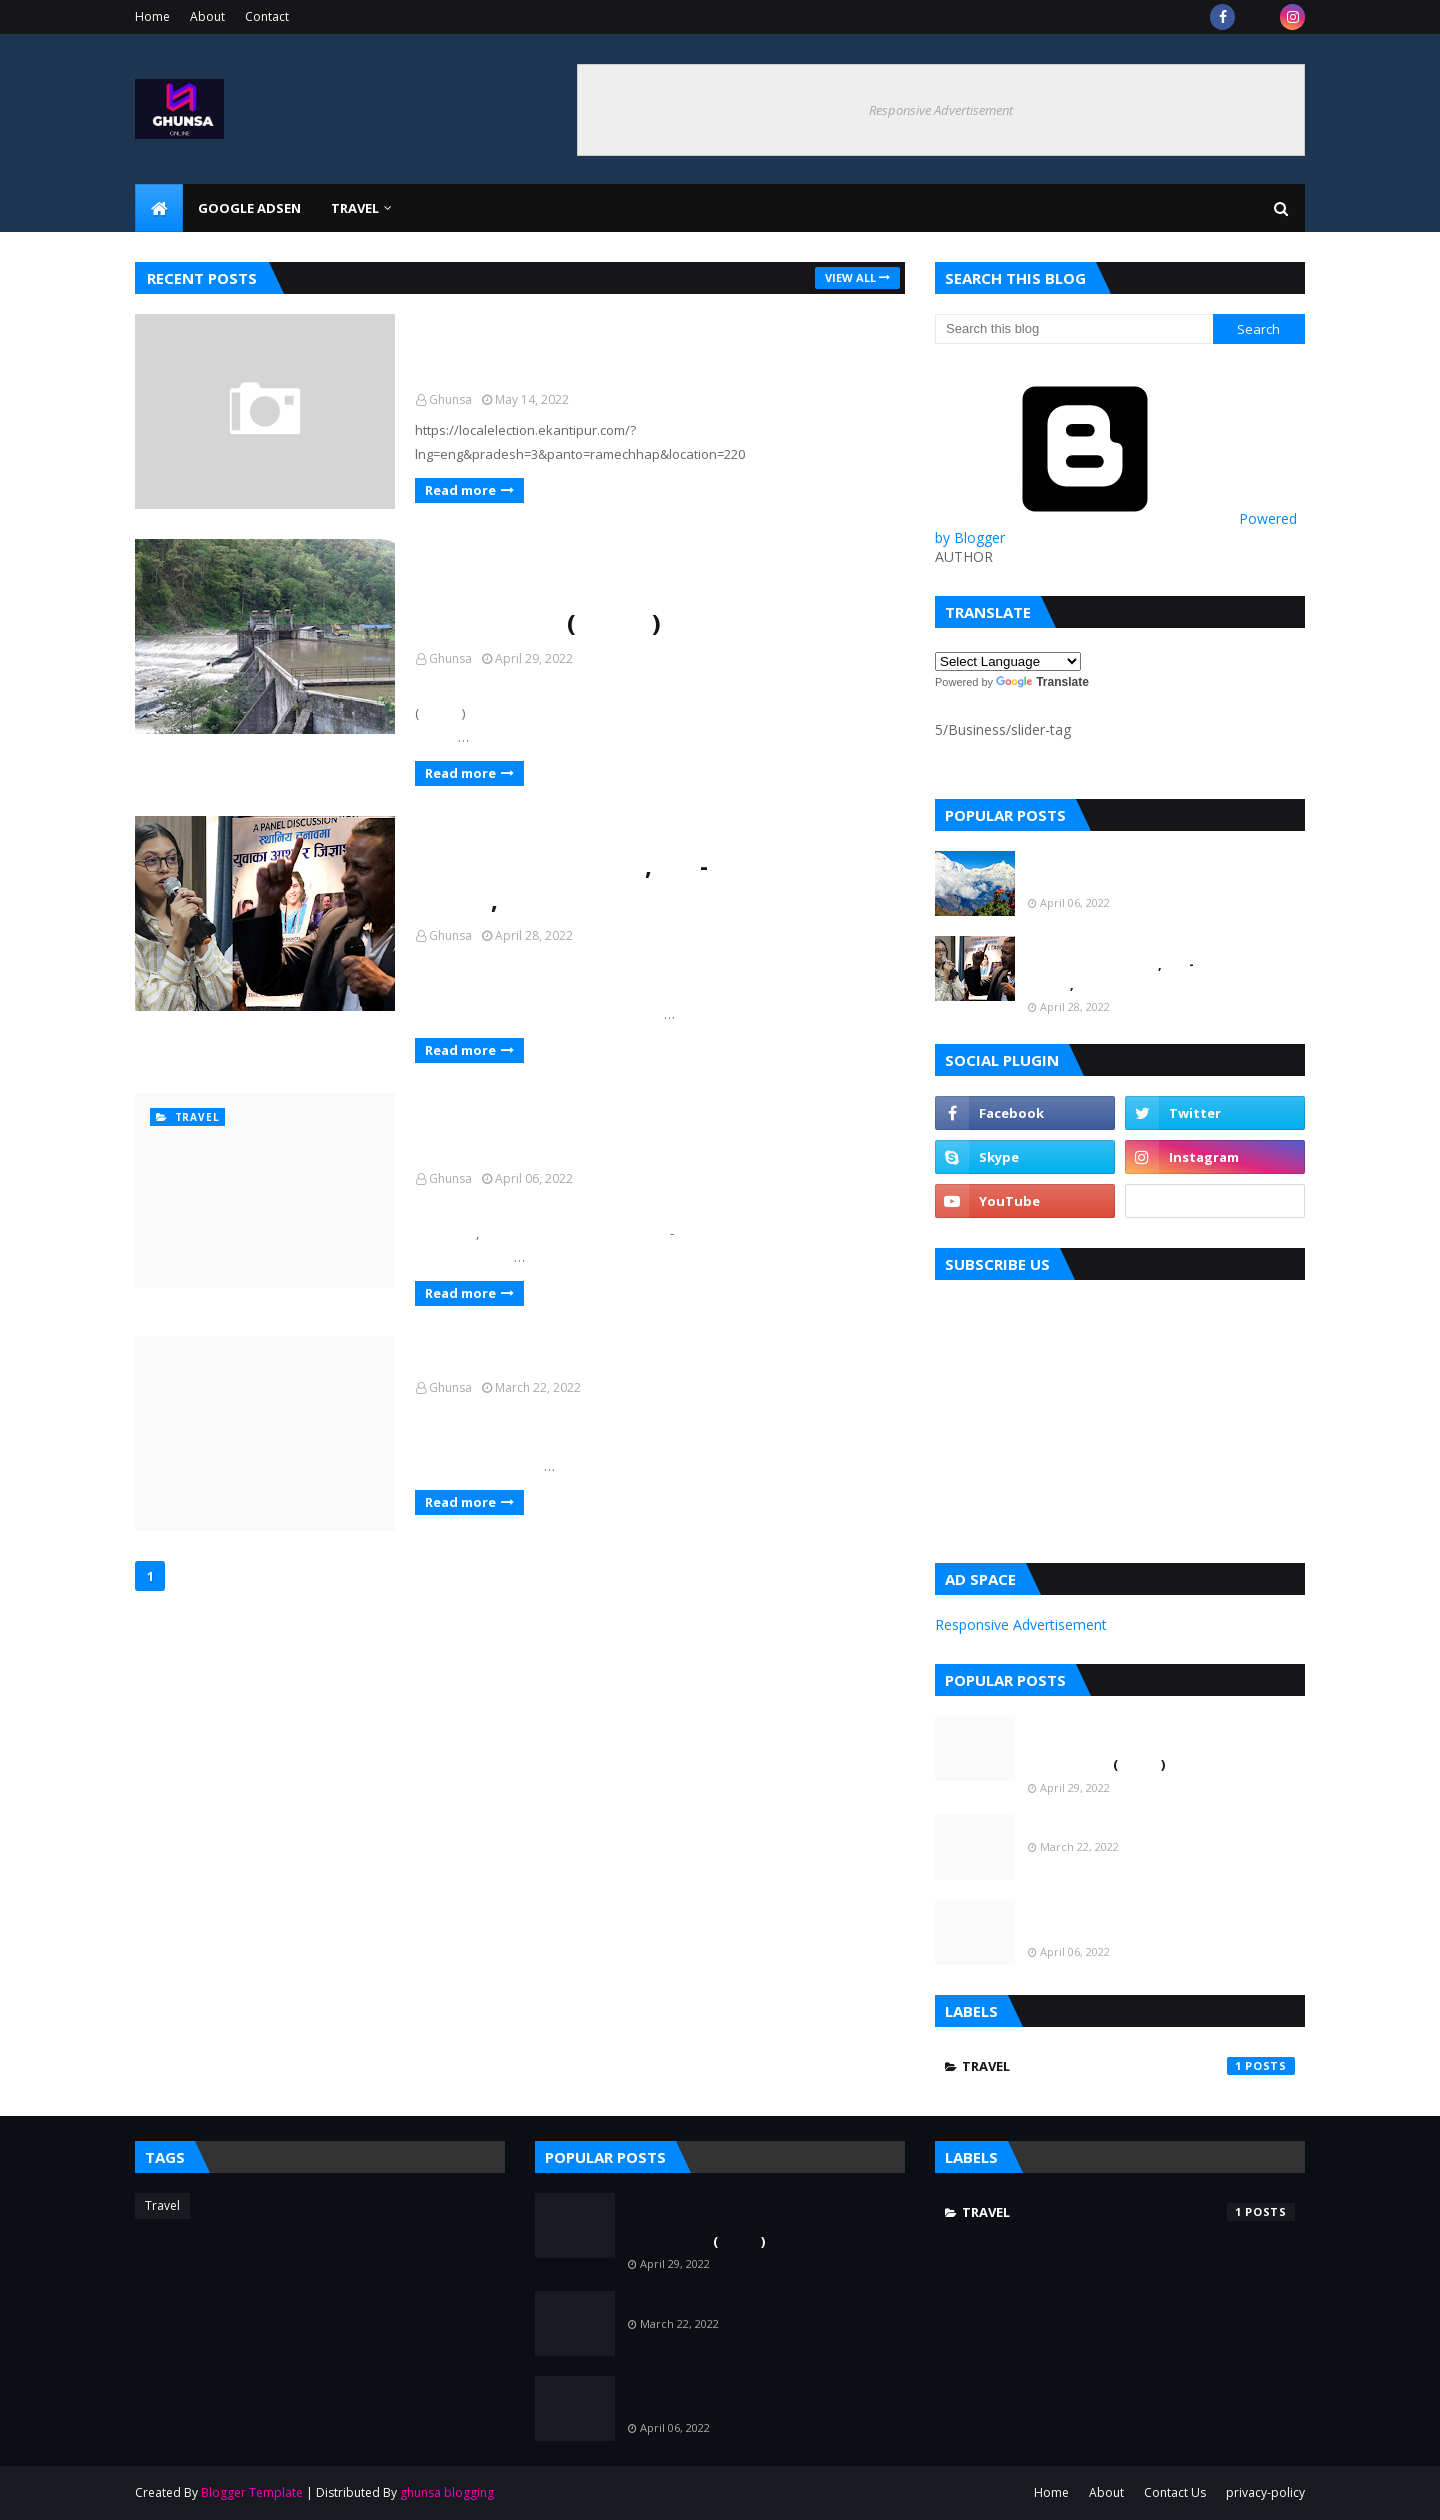 Home About Contact
GHUNSA
ONLINE
Responsive Advertisement
GOOGLE ADSEN TRAVEL
RECENT POSTS VIEW ALL
Ghunsa May 14, 2022
https://localelection.ekantipur.com/?
lng=eng&pradesh=3&panto=ramechhap&location=220
Read more
( )
Ghunsa April 29, 2022
( )
…
Read more
A PANEL DISCUSSION
स्थानिय चुनावमा
युवाका आशा र जिज्ञासा
, -
,
Ghunsa April 28, 2022
…
Read more
TRAVEL
Ghunsa April 06, 2022
, -
…
Read more
Ghunsa March 22, 2022
…
Read more
1
SEARCH THIS BLOG
Search this blog Search
Powered
by Blogger
AUTHOR
TRANSLATE
Select Language
Powered by Google Translate
5/Business/slider-tag
POPULAR POSTS
April 06, 2022
, -
,
April 28, 2022
SOCIAL PLUGIN
Facebook Twitter
Skype Instagram
YouTube
SUBSCRIBE US
AD SPACE
Responsive Advertisement
POPULAR POSTS
( )
April 29, 2022
March 22, 2022
April 06, 2022
LABELS
TRAVEL 1 POSTS
TAGS
Travel
POPULAR POSTS
( )
April 29, 2022
March 22, 2022
April 06, 2022
LABELS
TRAVEL 1 POSTS
Created By Blogger Template | Distributed By ghunsa blogging
Home About Contact Us privacy-policy